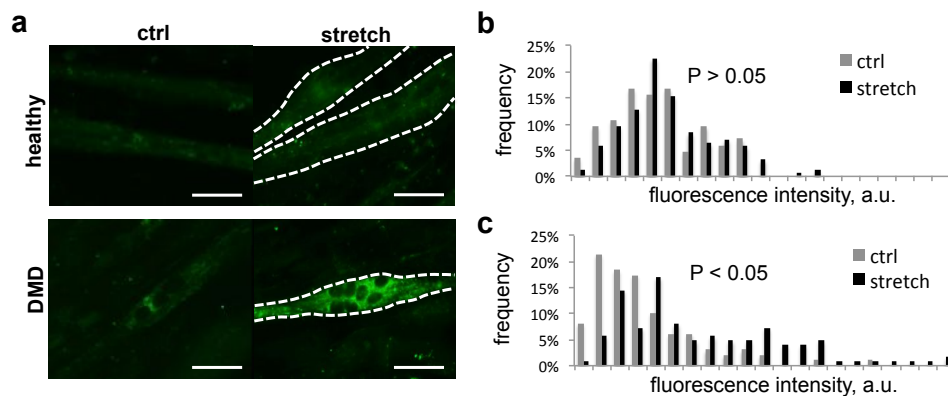 a
ctrl
stretch
healthy
DMD
b
25%
20%
15%
10%
5%
0%
frequency
P > 0.05
ctrl
stretch
fluorescence intensity, a.u.
c
25%
20%
15%
10%
5%
0%
frequency
P < 0.05
ctrl
stretch
fluorescence intensity, a.u.